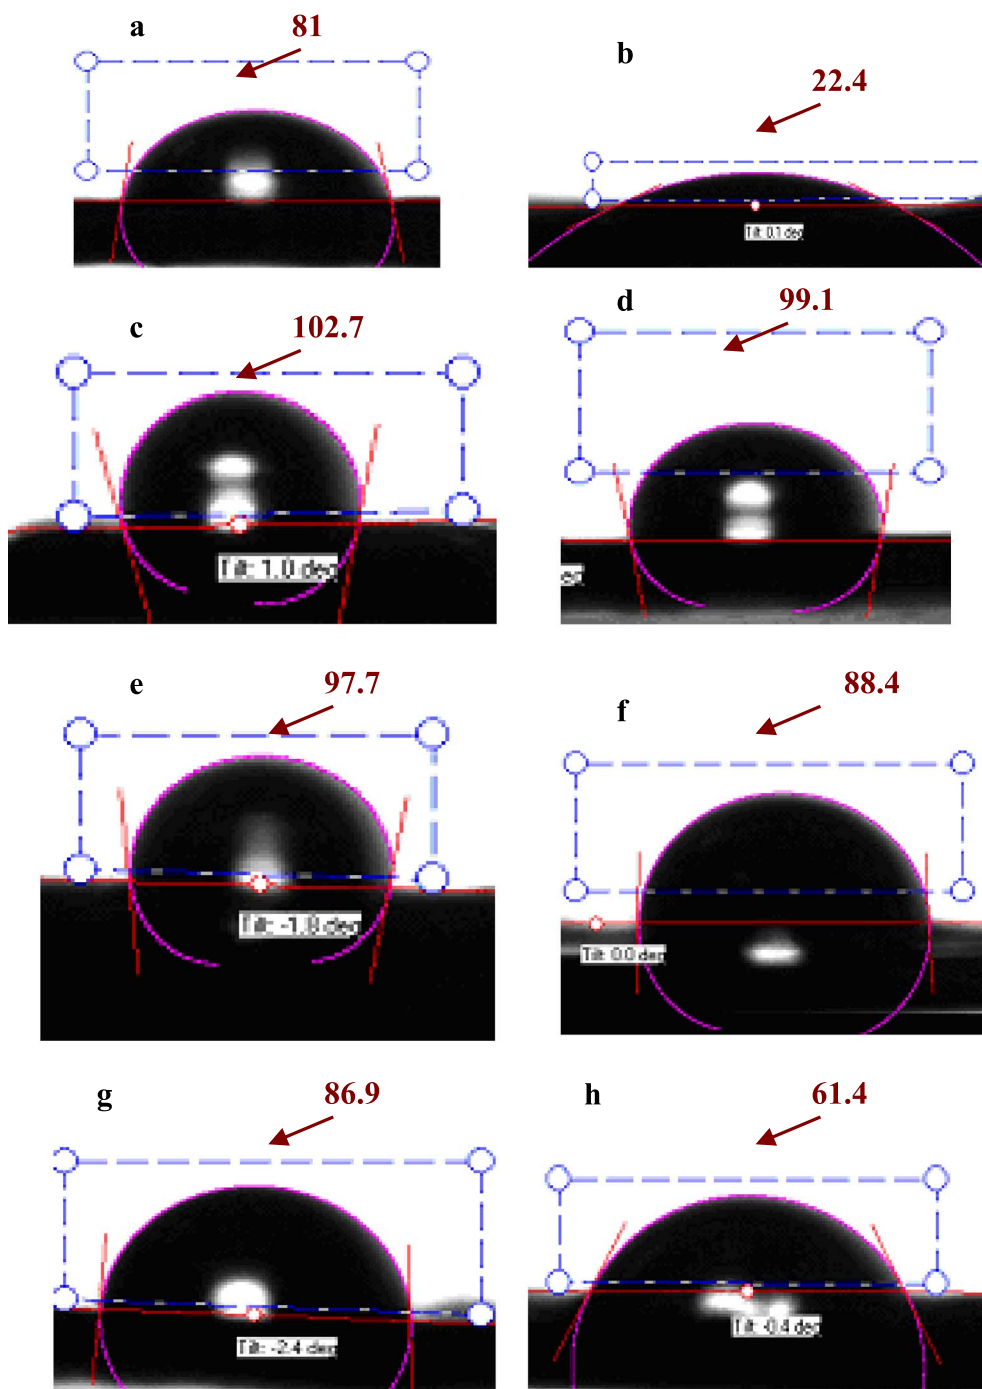 a
81
b
22.4
Tilt: 0.1 deg
c
102.7
Tilt: 1.0 deg
d
99.1
eg
e
97.7
Tilt: -1.8 deg
f
88.4
Tilt: 0.0 deg
g
86.9
Tilt: -2.4 deg
h
61.4
Tilt: -0.4 deg